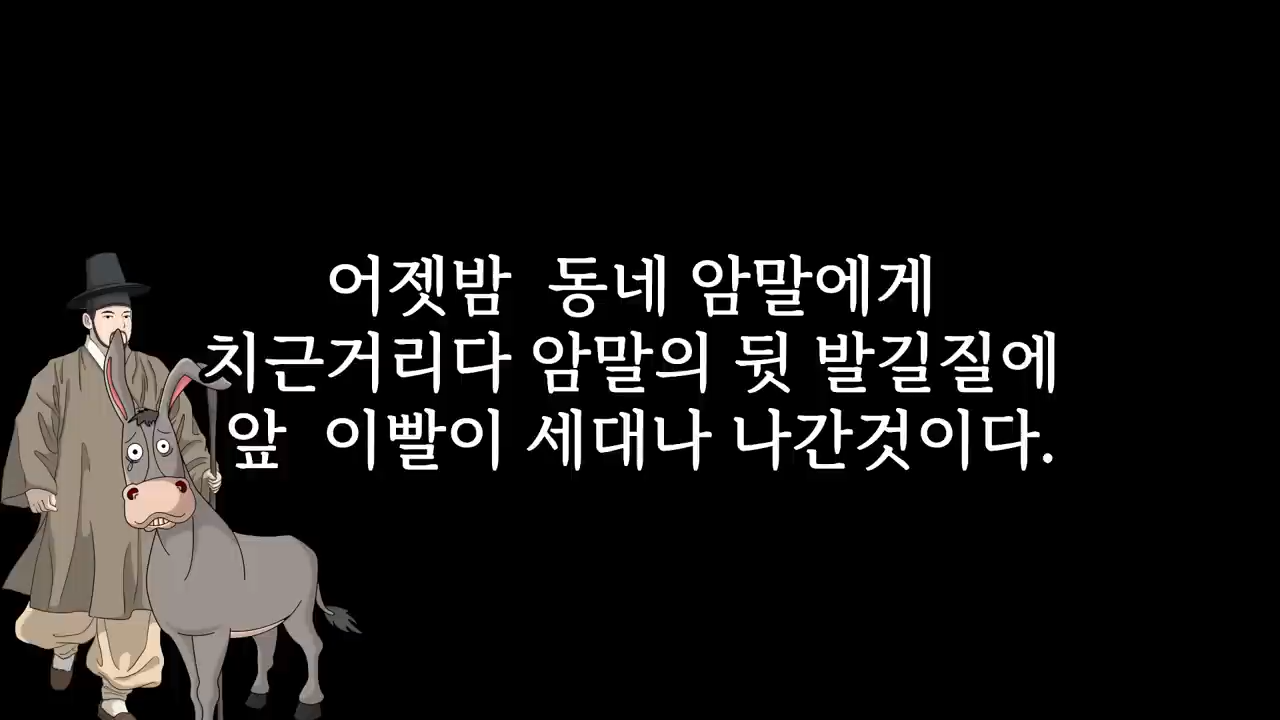 어젯밤 동네 암말에게
치근거리다 암말의 뒷 발길질에
앞 이빨이 세대나 나간것이다.